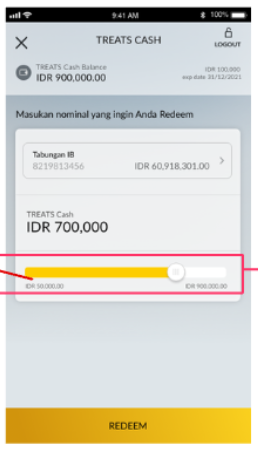 9:41 AM
100%
TREATS CASH
LOGOUT
TREATS Cash Balance
IDR 900,000.00
IDR 100,000
exp date 31/12/2021
Masukan nominal yang ingin Anda Redeem
Tabungan IB
8219813456
IDR 60,918,301.00
TREATS Cash
IDR 700,000
IDR 50,000.00
IDR 900,000.00
REDEEM